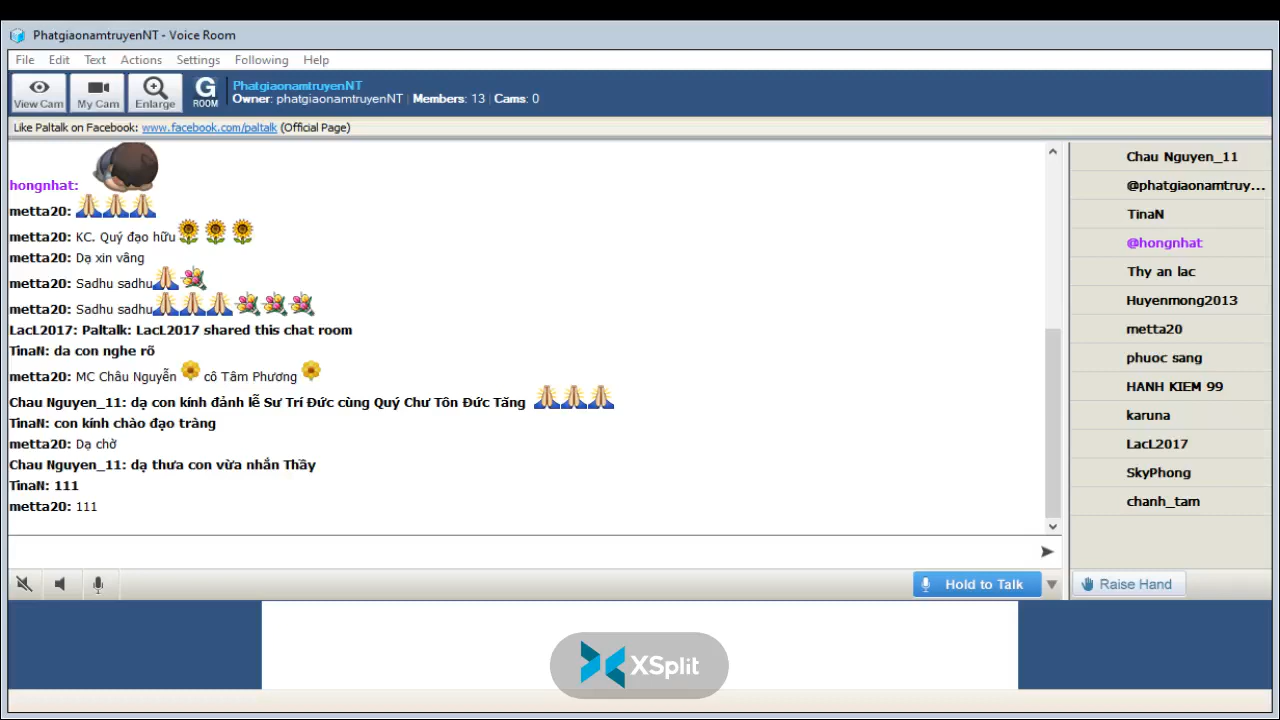 PhatgiaonamtruyenNT - Voice Room
File Edit Text Actions Settings Following Help
View Cam
My Cam
Enlarge
G ROOM
PhatgiaonamtruyenNT
Owner: phatgiaonamtruyenNT | Members: 13 | Cams: 0
Like Paltalk on Facebook: www.facebook.com/paltalk (Official Page)
hongnhat:
metta20:
metta20: KC. Quý đạo hữu
metta20: Dạ xin vâng
metta20: Sadhu sadhu
metta20: Sadhu sadhu
LacL2017: Paltalk: LacL2017 shared this chat room
TinaN: da con nghe rõ
metta20: MC Châu Nguyễn cô Tâm Phương
Chau Nguyen_11: dạ con kính đảnh lễ Sư Trí Đức cùng Quý Chư Tôn Đức Tăng
TinaN: con kính chào đạo tràng
metta20: Dạ chờ
Chau Nguyen_11: dạ thưa con vừa nhắn Thầy
TinaN: 111
metta20: 111
Hold to Talk
Chau Nguyen_11
@phatgiaonamtruy...
TinaN
@hongnhat
Thy an lac
Huyenmong2013
metta20
phuoc sang
HANH KIEM 99
karuna
LacL2017
SkyPhong
chanh_tam
Raise Hand
XSplit